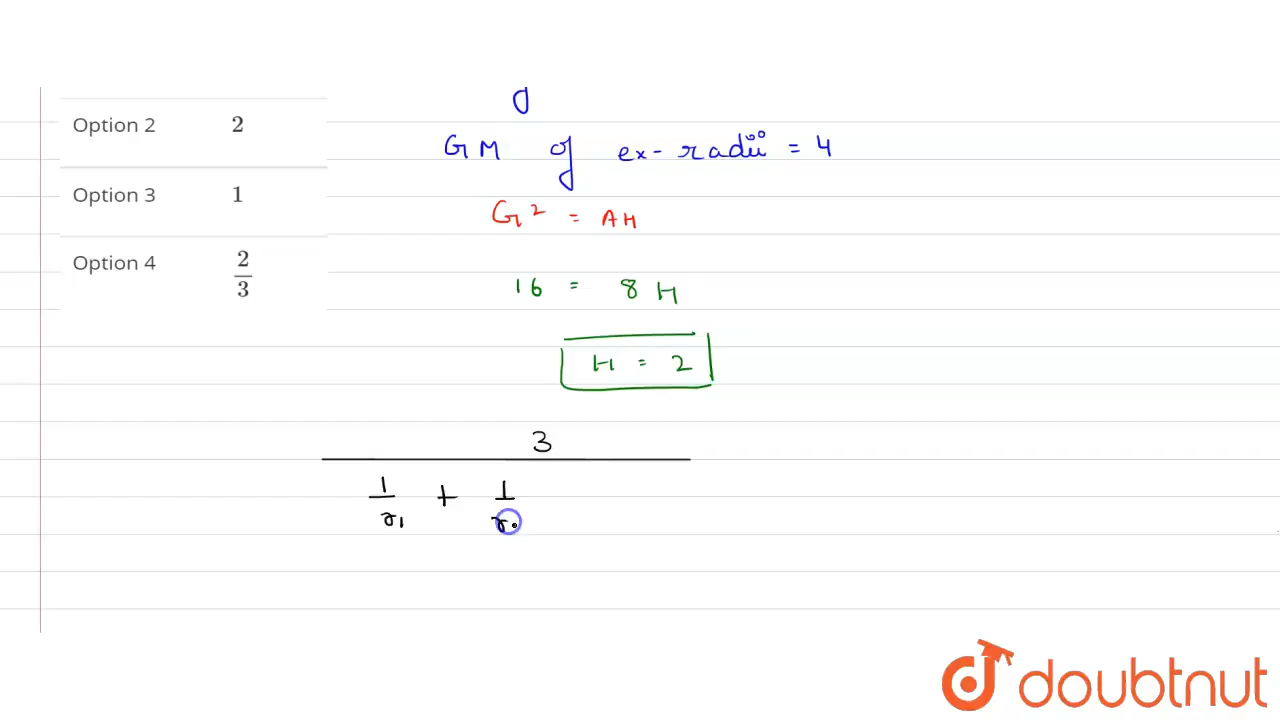 Option 2 2
GM of ex-radii = 4
Option 3 1
G² = AH
Option 4 2/3
16 = 8 H
H = 2
3
1/r₁ + 1/r
doubtnut